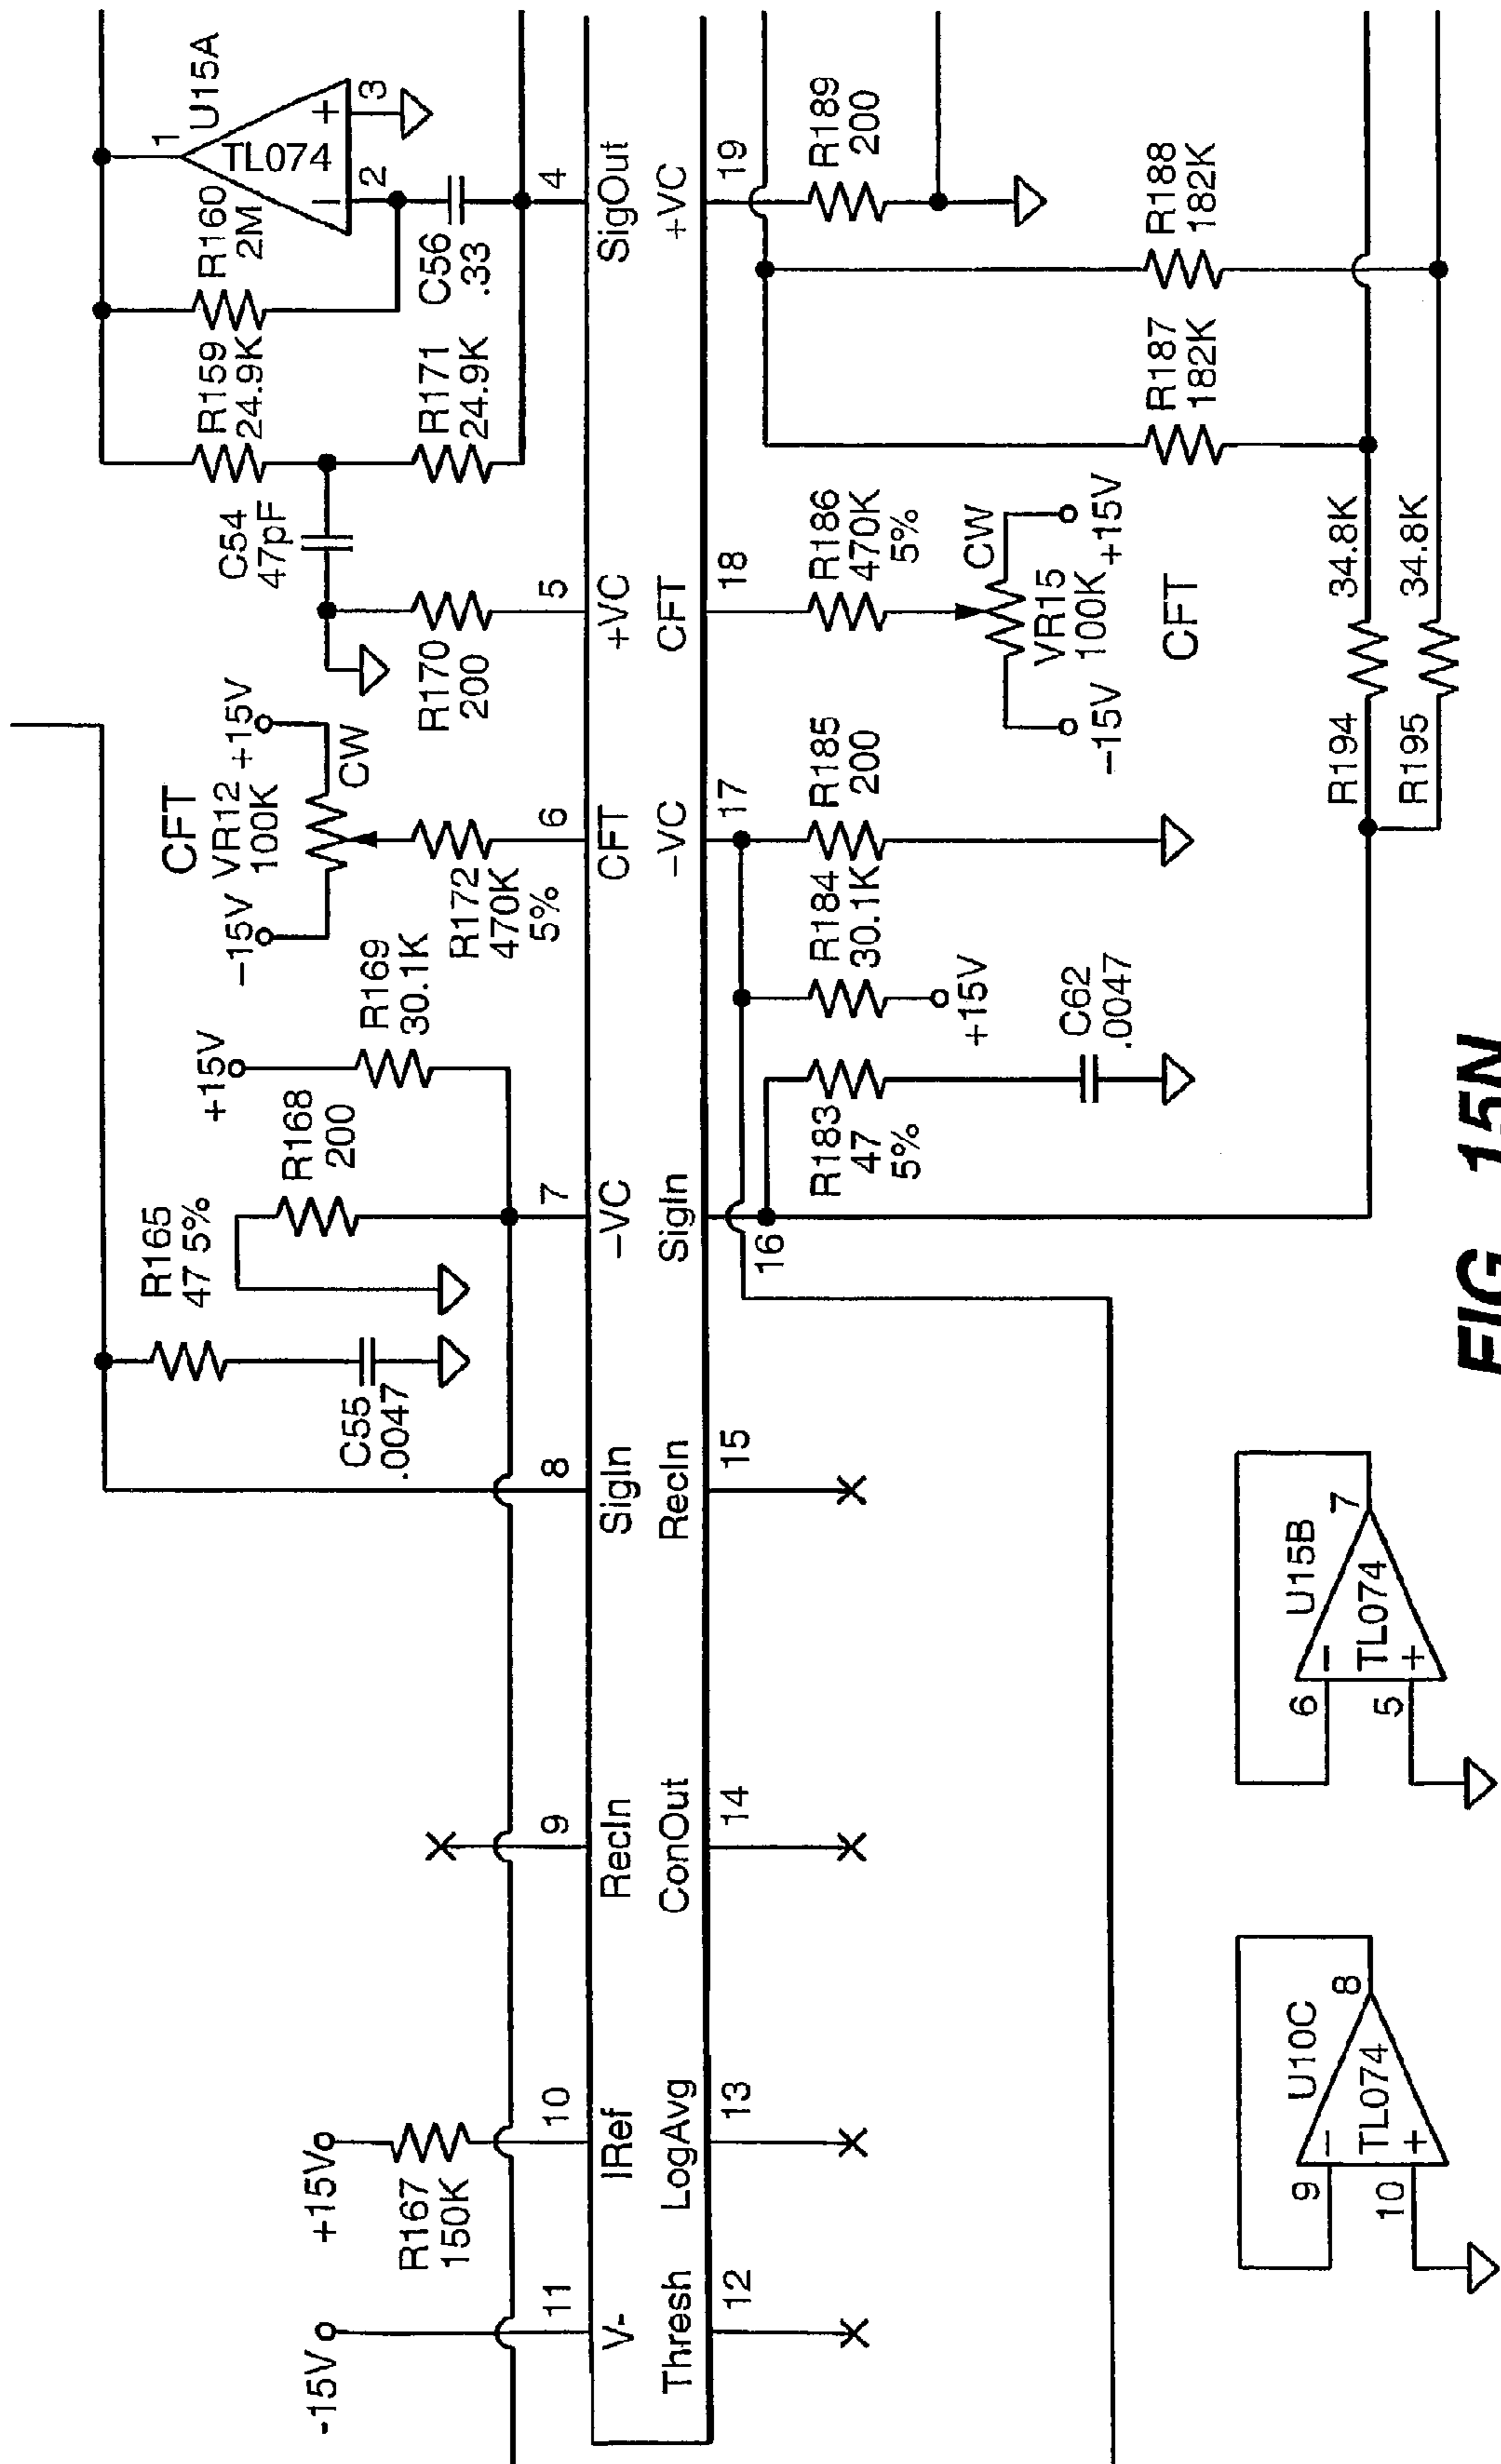 U15A
1
TL074
+
3
−
2
R160
2M
R159
24.9K
C56
.33
R171
24.9K
C54
47pF
4
SigOut
R170
200
5
+VC
CFT
VR12
100K
−15V
+15V
CW
R172
470K
5%
6
CFT
+15V
R169
30.1K
R168
200
7
−VC
R165
47 5%
C55
.0047
8
SigIn
9
RecIn
+15V
R167
150K
10
IRef
-15V
11
V-
Thresh
12
LogAvg
13
ConOut
14
RecIn
15
SigIn
16
R183
47
5%
C62
.0047
R184
30.1K
+15V
−VC
17
R185
200
CFT
18
R186
470K
5%
CW
VR15
100K
−15V
+15V
CFT
+VC
19
R189
200
R187
182K
R188
182K
R194
34.8K
R195
34.8K
U10C
9
−
TL074
8
10
+
U15B
6
−
TL074
7
5
+
FIG_15N